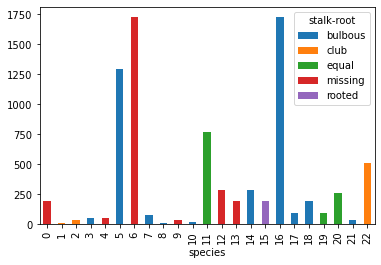 1750
1500
1250
1000
750
500
250
0
stalk-root
bulbous
club
equal
missing
rooted
0 1 2 3 4 5 6 7 8 9 10 11 12 13 14 15 16 17 18 19 20 21 22
species